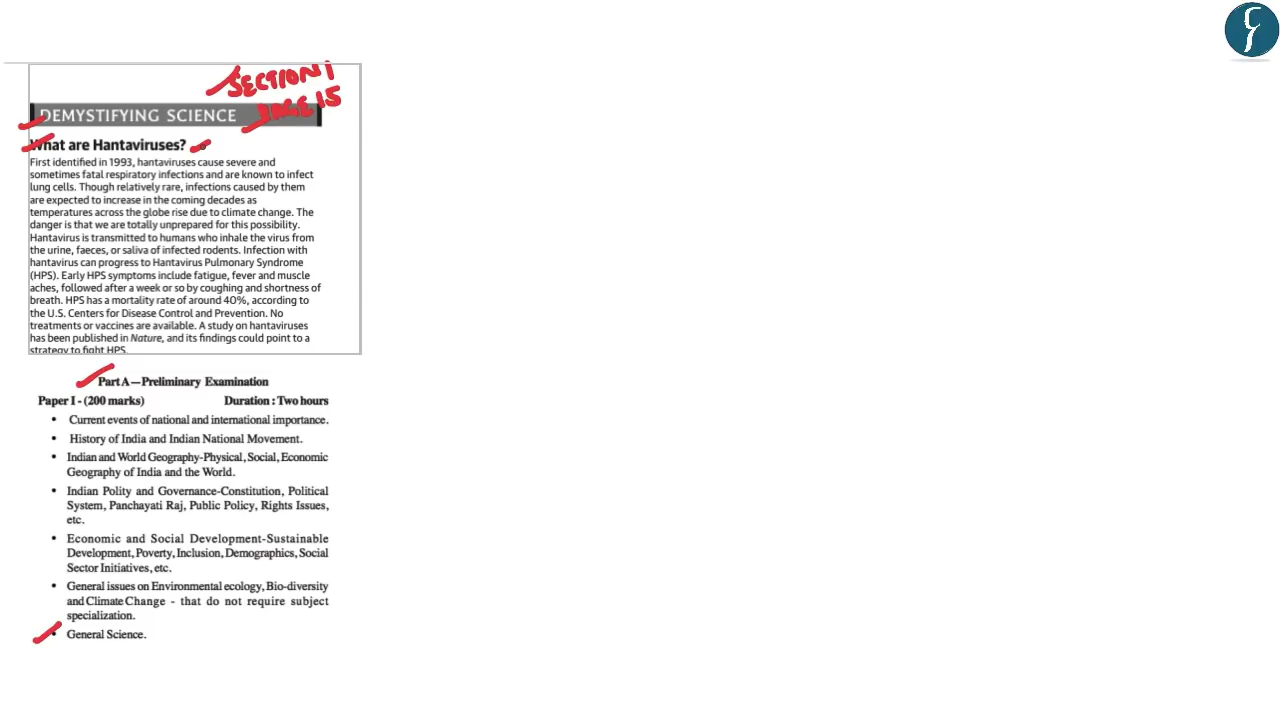 SECTION 1
PAGE 15
DEMYSTIFYING SCIENCE
What are Hantaviruses?
First identified in 1993, hantaviruses cause severe and
sometimes fatal respiratory infections and are known to infect
lung cells. Though relatively rare, infections caused by them
are expected to increase in the coming decades as
temperatures across the globe rise due to climate change. The
danger is that we are totally unprepared for this possibility.
Hantavirus is transmitted to humans who inhale the virus from
the urine, faeces, or saliva of infected rodents. Infection with
hantavirus can progress to Hantavirus Pulmonary Syndrome
(HPS). Early HPS symptoms include fatigue, fever and muscle
aches, followed after a week or so by coughing and shortness of
breath. HPS has a mortality rate of around 40%, according to
the U.S. Centers for Disease Control and Prevention. No
treatments or vaccines are available. A study on hantaviruses
has been published in Nature, and its findings could point to a
strategy to fight HPS.
Part A—Preliminary Examination
Paper I - (200 marks) Duration : Two hours
• Current events of national and international importance.
• History of India and Indian National Movement.
• Indian and World Geography-Physical, Social, Economic
Geography of India and the World.
• Indian Polity and Governance-Constitution, Political
System, Panchayati Raj, Public Policy, Rights Issues,
etc.
• Economic and Social Development-Sustainable
Development, Poverty, Inclusion, Demographics, Social
Sector Initiatives, etc.
• General issues on Environmental ecology, Bio-diversity
and Climate Change - that do not require subject
specialization.
• General Science.